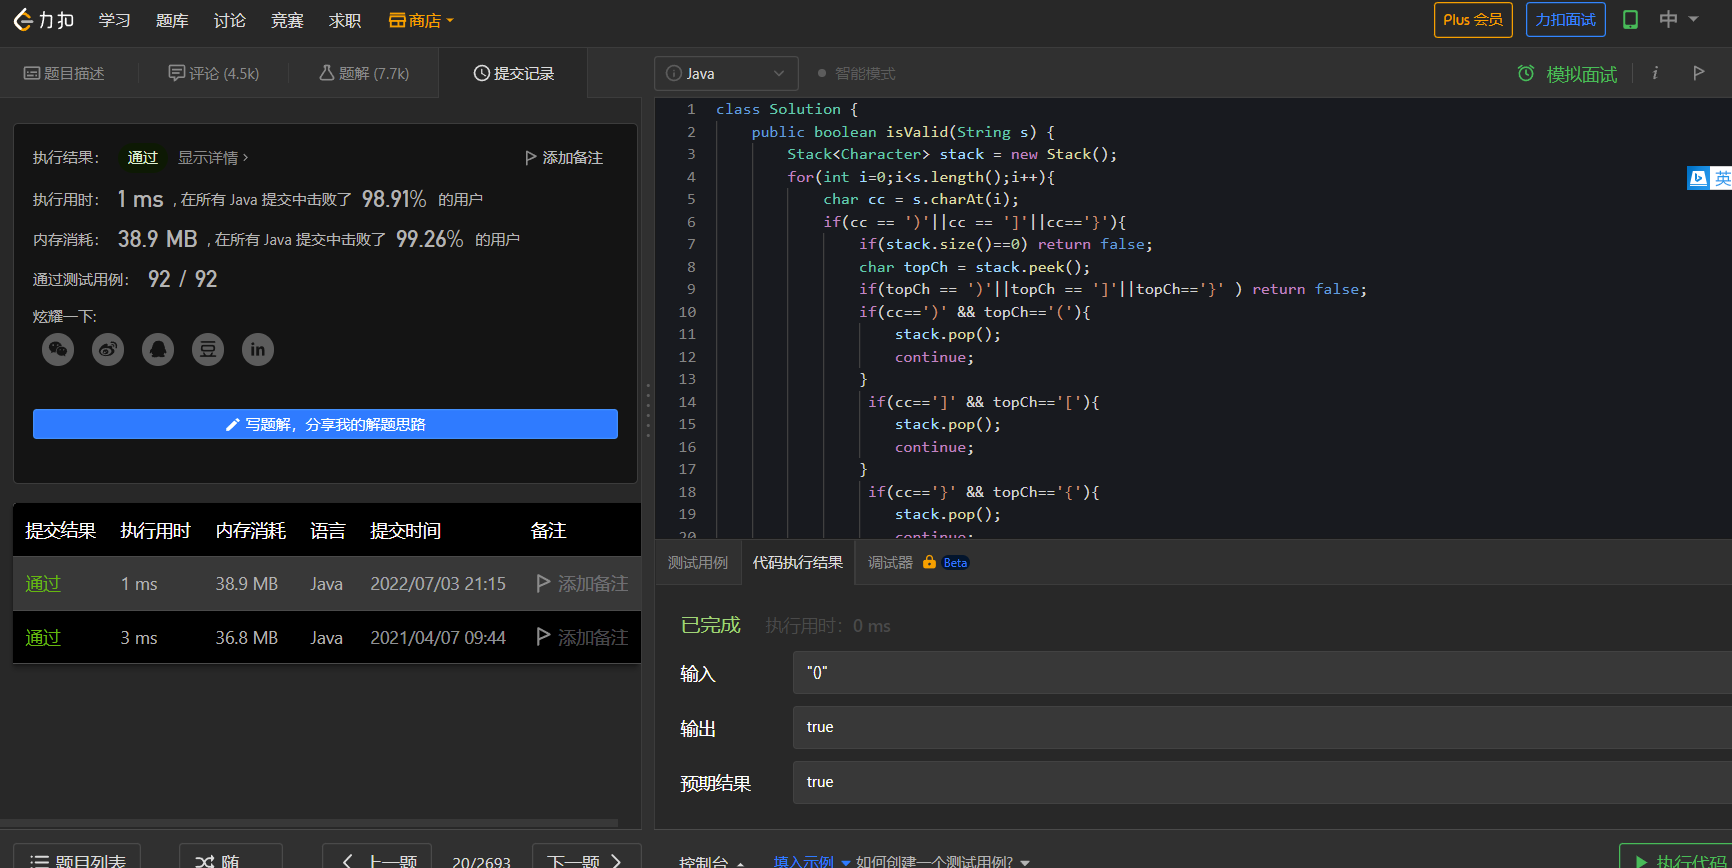 力扣 学习 题库 讨论 竞赛 求职 商店 Plus 会员 力扣面试 中
题目描述 评论 (4.5k) 题解 (7.7k) 提交记录
执行结果： 通过 显示详情 › 添加备注
执行用时： 1 ms , 在所有 Java 提交中击败了 98.91% 的用户
内存消耗： 38.9 MB , 在所有 Java 提交中击败了 99.26% 的用户
通过测试用例： 92 / 92
炫耀一下:
豆 in
写题解，分享我的解题思路
提交结果 执行用时 内存消耗 语言 提交时间 备注
通过 1 ms 38.9 MB Java 2022/07/03 21:15 添加备注
通过 3 ms 36.8 MB Java 2021/04/07 09:44 添加备注
题目列表 随 上一题 20/2693 下一题
i Java 智能模式 模拟面试 i
1 class Solution {
2 public boolean isValid(String s) {
3 Stack<Character> stack = new Stack();
4 for(int i=0;i<s.length();i++){
5 char cc = s.charAt(i);
6 if(cc == ')'||cc == ']'||cc=='}'){
7 if(stack.size()==0) return false;
8 char topCh = stack.peek();
9 if(topCh == ')'||topCh == ']'||topCh=='}' ) return false;
10 if(cc==')' && topCh=='('){
11 stack.pop();
12 continue;
13 }
14 if(cc==']' && topCh=='['){
15 stack.pop();
16 continue;
17 }
18 if(cc=='}' && topCh=='{'){
19 stack.pop();
20 continue;
b 英
测试用例 代码执行结果 调试器 Beta
已完成 执行用时：0 ms
输入 "()"
输出 true
预期结果 true
控制台 填入示例 如何创建一个测试用例? 执行代码